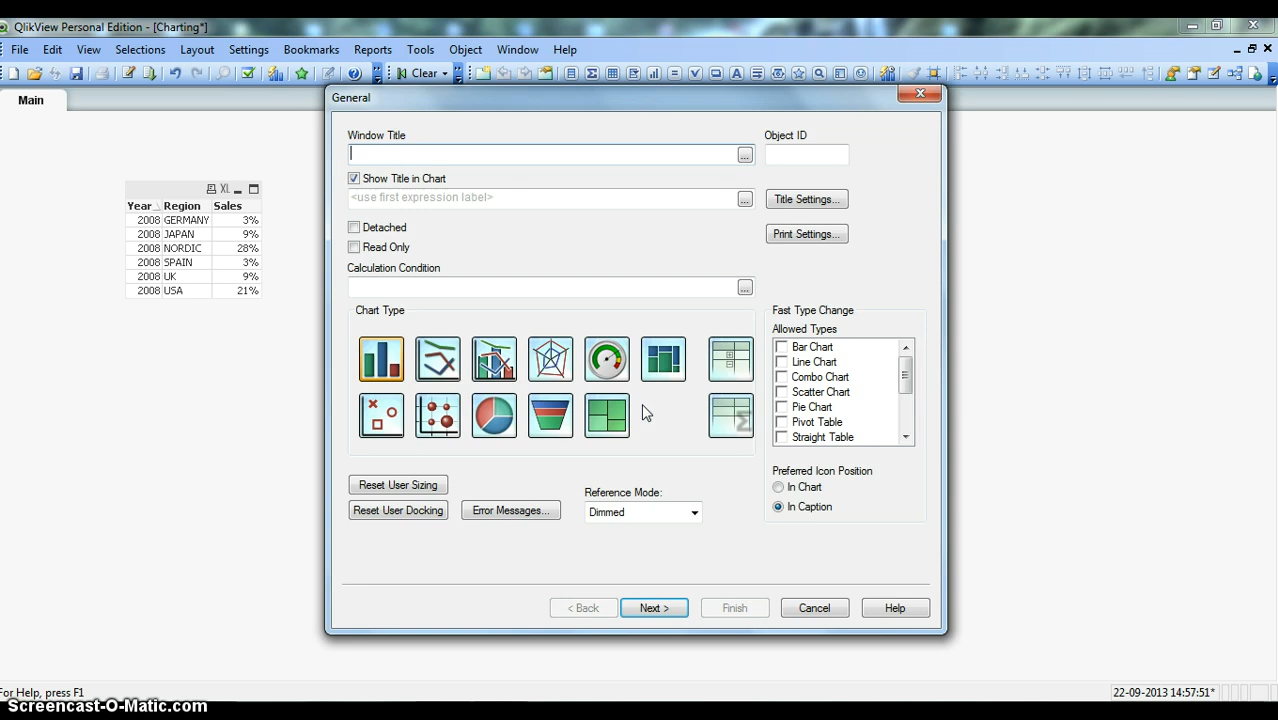 QlikView Personal Edition - [Charting*]
File Edit View Selections Layout Settings Bookmarks Reports Tools Object Window Help
Clear
Main
General
Window Title
Object ID
Show Title in Chart
<use first expression label>
Title Settings...
Detached
Print Settings...
Read Only
Calculation Condition
XL
Year Region Sales
2008 GERMANY 3%
2008 JAPAN 9%
2008 NORDIC 28%
2008 SPAIN 3%
2008 UK 9%
2008 USA 21%
Chart Type
Fast Type Change
Allowed Types
Bar Chart
Line Chart
Combo Chart
Scatter Chart
Pie Chart
Pivot Table
Straight Table
Preferred Icon Position
In Chart
In Caption
Reset User Sizing
Reference Mode:
Reset User Docking
Error Messages...
Dimmed
< Back
Next >
Finish
Cancel
Help
For Help, press F1
22-09-2013 14:57:51*
Screencast-O-Matic.com